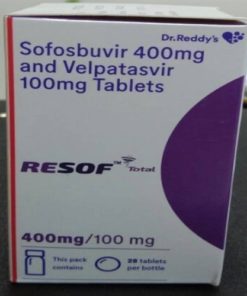 Dr.Reddy's
Sofosbuvir 400mg
and Velpatasvir
100mg Tablets
RESOF™ Total
400mg/100 mg
This pack
contains
28 tablets
per bottle